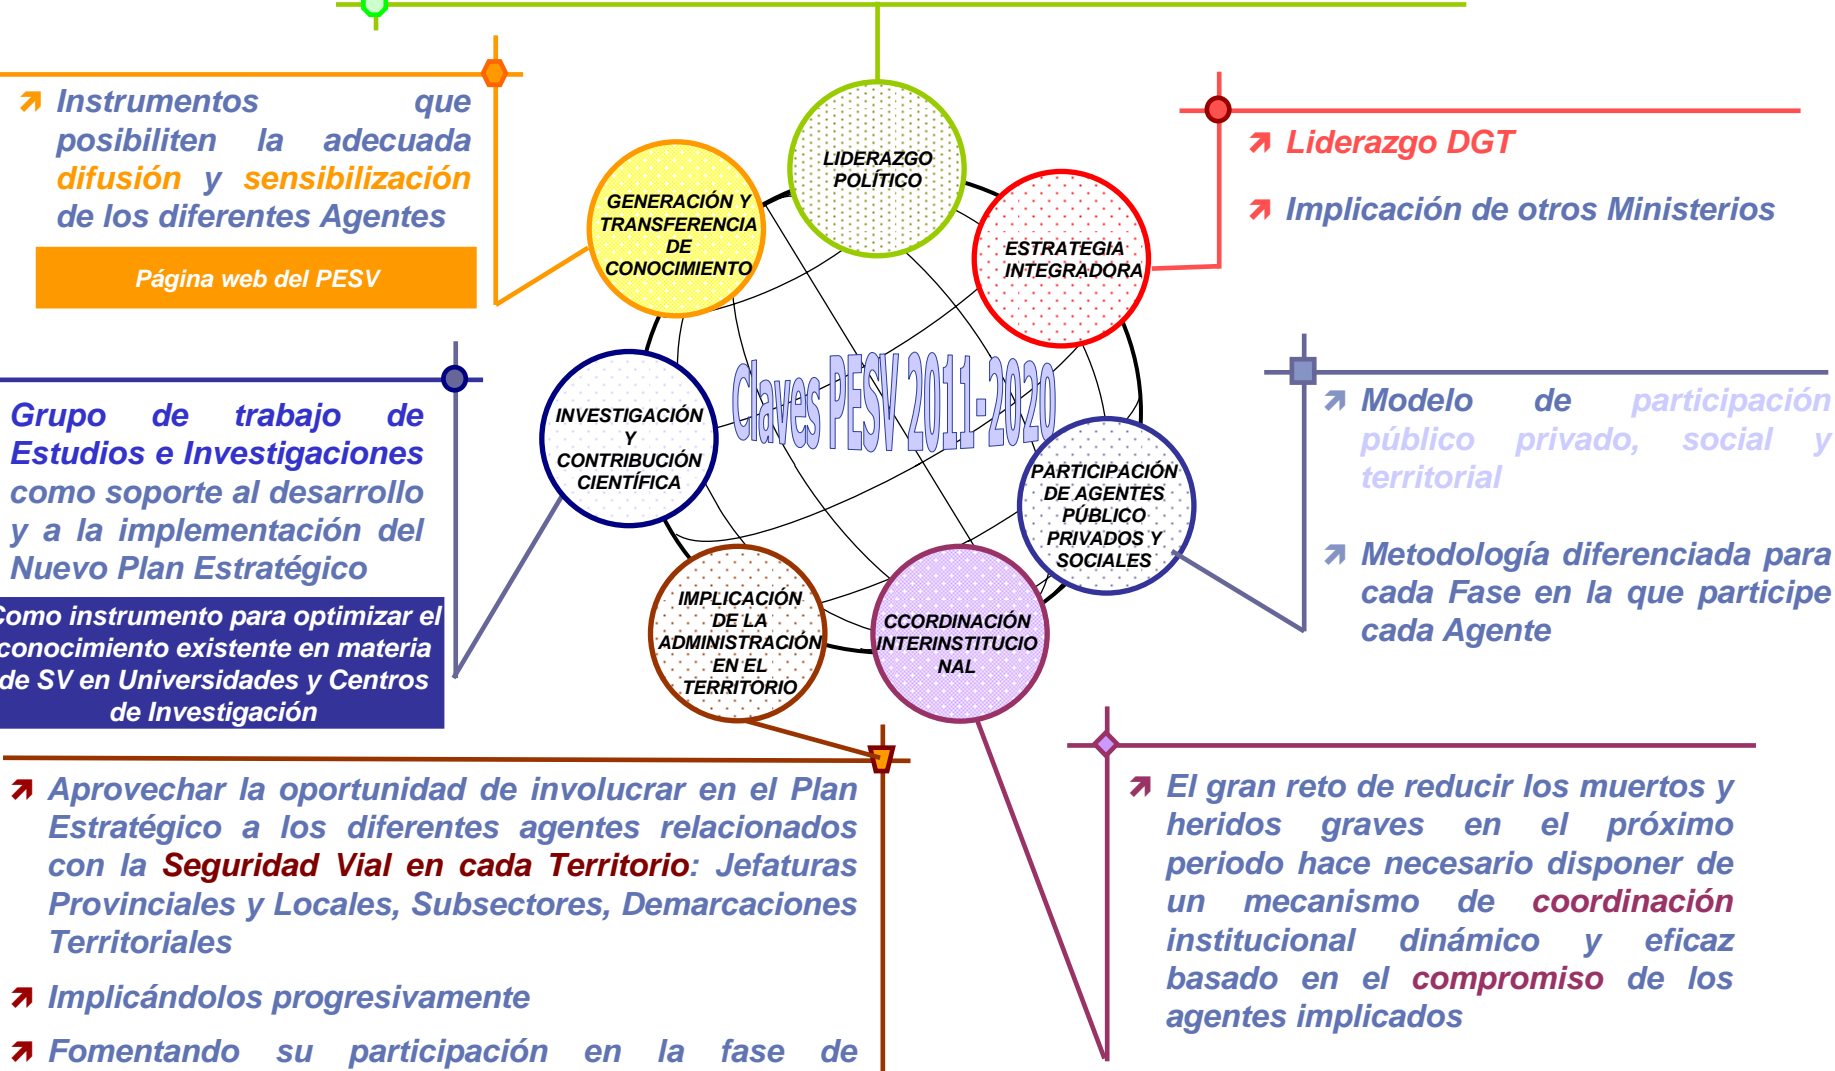 Instrumentos que
posibiliten la adecuada
difusión y sensibilización
de los diferentes Agentes
Página web del PESV
Grupo de trabajo de
Estudios e Investigaciones
como soporte al desarrollo
y a la implementación del
Nuevo Plan Estratégico
Como instrumento para optimizar el
conocimiento existente en materia
de SV en Universidades y Centros
de Investigación
LIDERAZGO
POLÍTICO
GENERACIÓN Y
TRANSFERENCIA
DE
CONOCIMIENTO
ESTRATEGIA
INTEGRADORA
Claves PESV 2011-2020
INVESTIGACIÓN
Y
CONTRIBUCIÓN
CIENTÍFICA
PARTICIPACIÓN
DE AGENTES
PÚBLICO
PRIVADOS Y
SOCIALES
IMPLICACIÓN
DE LA
ADMINISTRACIÓN
EN EL
TERRITORIO
CCORDINACIÓN
INTERINSTITUCIO
NAL
Liderazgo DGT
Implicación de otros Ministerios
Modelo de participación
público privado, social y
territorial
Metodología diferenciada para
cada Fase en la que participe
cada Agente
Aprovechar la oportunidad de involucrar en el Plan
Estratégico a los diferentes agentes relacionados
con la Seguridad Vial en cada Territorio: Jefaturas
Provinciales y Locales, Subsectores, Demarcaciones
Territoriales
Implicándolos progresivamente
Fomentando su participación en la fase de
El gran reto de reducir los muertos y
heridos graves en el próximo
periodo hace necesario disponer de
un mecanismo de coordinación
institucional dinámico y eficaz
basado en el compromiso de los
agentes implicados